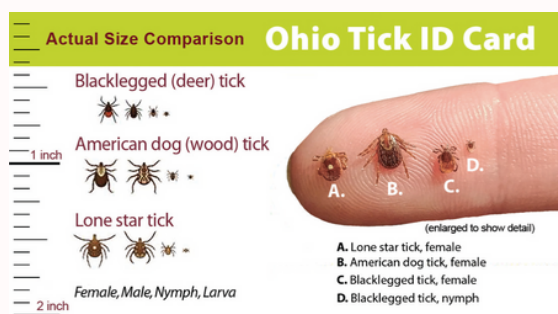 Actual Size Comparison
Ohio Tick ID Card
Blacklegged (deer) tick
American dog (wood) tick
1 inch
Lone star tick
Female, Male, Nymph, Larva
2 inch
A.
B.
C.
D.
(enlarged to show detail)
A. Lone star tick, female
B. American dog tick, female
C. Blacklegged tick, female
D. Blacklegged tick, nymph